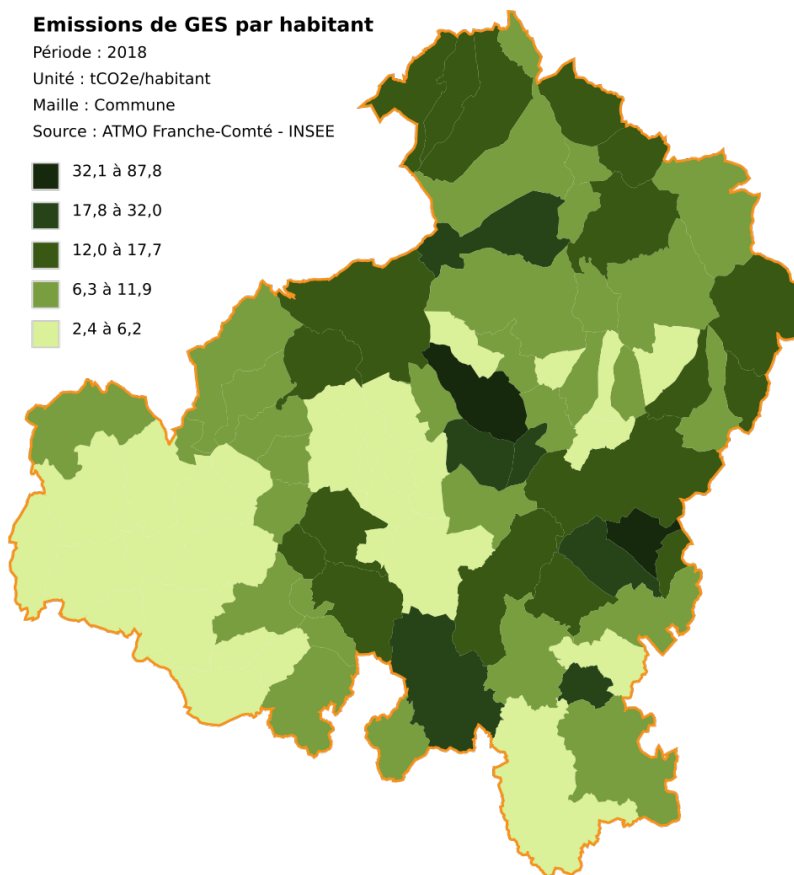 Emissions de GES par habitant
Période : 2018
Unité : tCO2e/habitant
Maille : Commune
Source : ATMO Franche-Comté - INSEE
32,1 à 87,8
17,8 à 32,0
12,0 à 17,7
6,3 à 11,9
2,4 à 6,2